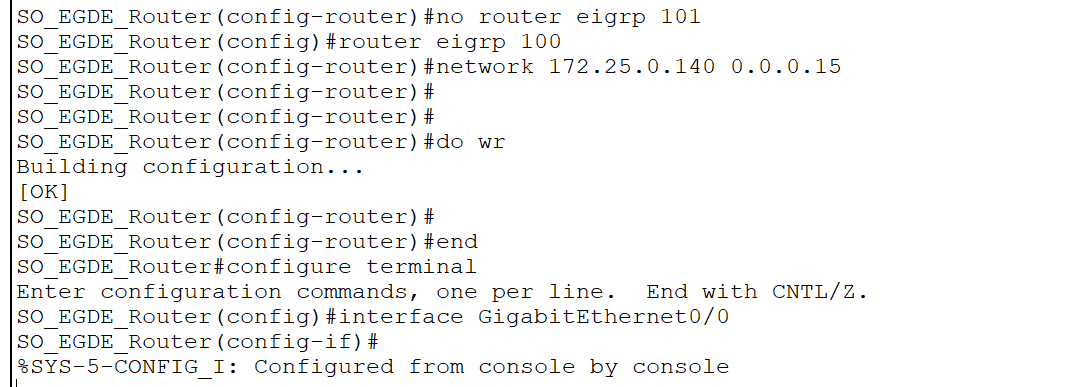 SO_EGDE_Router(config-router)#no router eigrp 101
SO_EGDE_Router(config)#router eigrp 100
SO_EGDE_Router(config-router)#network 172.25.0.140 0.0.0.15
SO_EGDE_Router(config-router)#
SO_EGDE_Router(config-router)#
SO_EGDE_Router(config-router)#do wr
Building configuration...
[OK]
SO_EGDE_Router(config-router)#
SO_EGDE_Router(config-router)#end
SO_EGDE_Router#configure terminal
Enter configuration commands, one per line.  End with CNTL/Z.
SO_EGDE_Router(config)#interface GigabitEthernet0/0
SO_EGDE_Router(config-if)#
%SYS-5-CONFIG_I: Configured from console by console